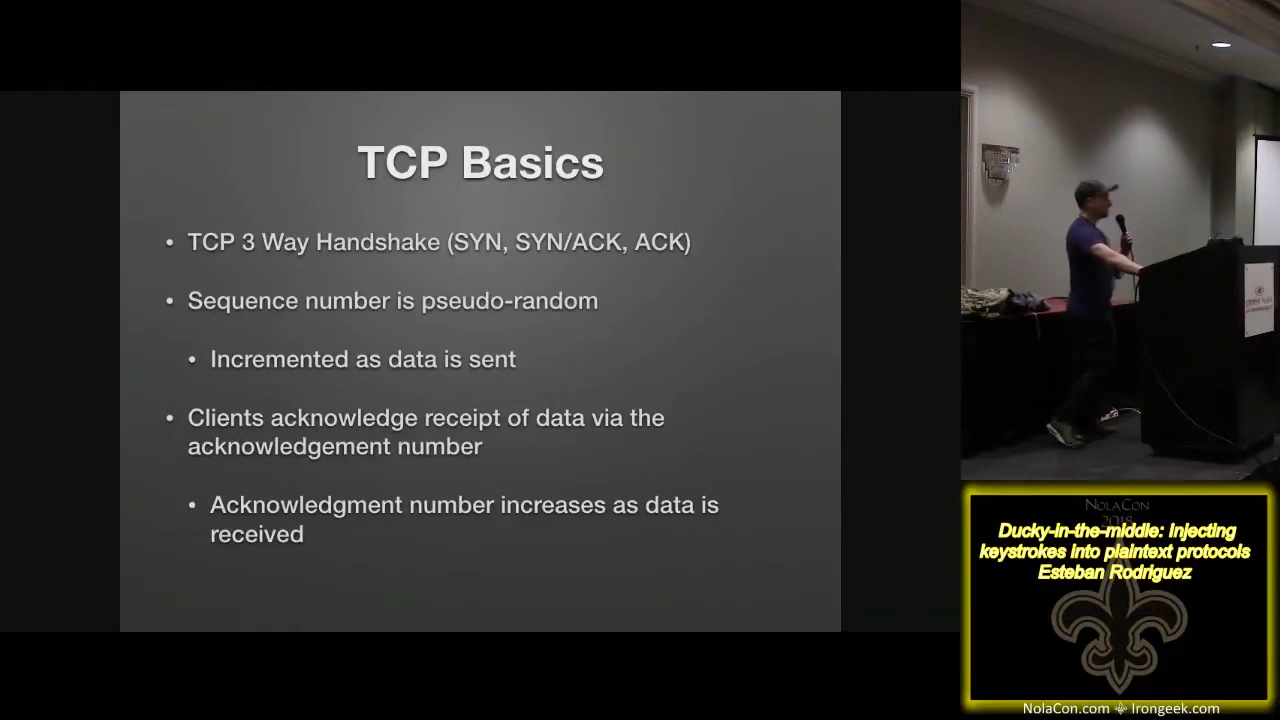 TCP Basics
• TCP 3 Way Handshake (SYN, SYN/ACK, ACK)
• Sequence number is pseudo-random
• Incremented as data is sent
• Clients acknowledge receipt of data via the
acknowledgement number
• Acknowledgment number increases as data is
received
NolaCon
2018
Ducky-in-the-middle: Injecting
keystrokes into plaintext protocols
Esteban Rodriguez
NolaCon.com Irongeek.com